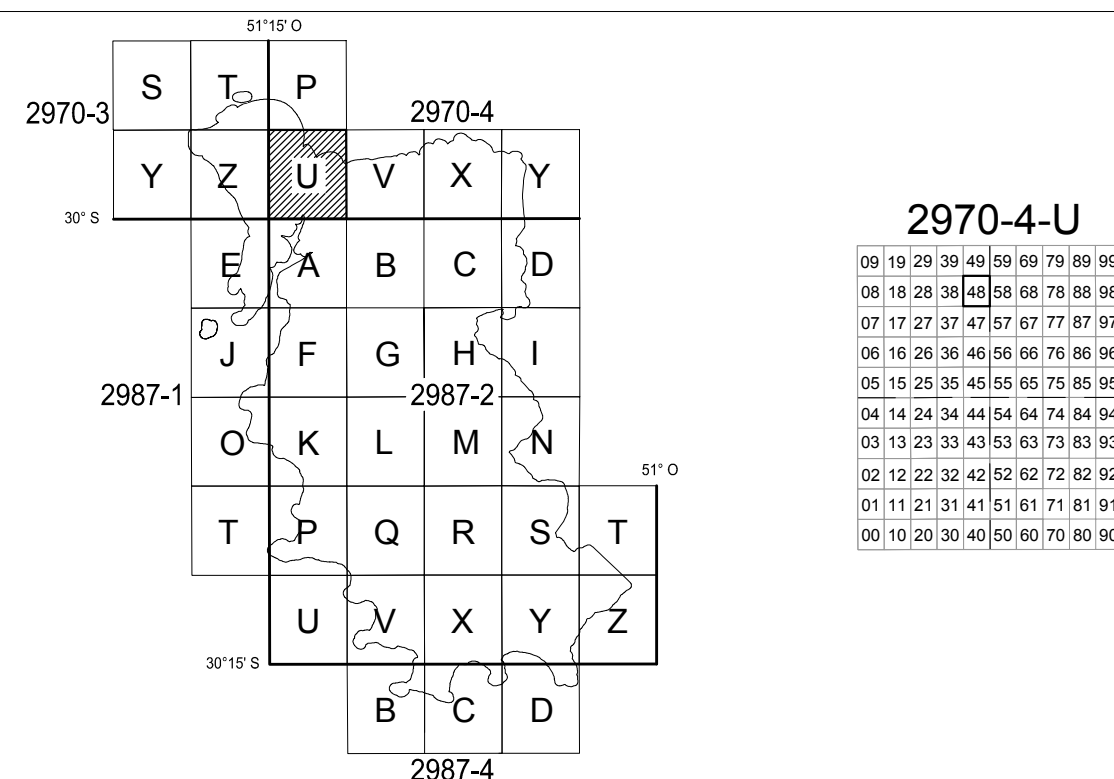 51°15' O
S T P
2970-3 2970-4
Y Z U V X Y
30° S
E A B C D
J F G H I
2987-1 2987-2
O K L M N
51° O
T P Q R S T
U V X Y Z
30°15' S
B C D
2987-4
2970-4-U
09 19 29 39 49 59 69 79 89 99
08 18 28 38 48 58 68 78 88 98
07 17 27 37 47 57 67 77 87 97
06 16 26 36 46 56 66 76 86 96
05 15 25 35 45 55 65 75 85 95
04 14 24 34 44 54 64 74 84 94
03 13 23 33 43 53 63 73 83 93
02 12 22 32 42 52 62 72 82 92
01 11 21 31 41 51 61 71 81 91
00 10 20 30 40 50 60 70 80 90